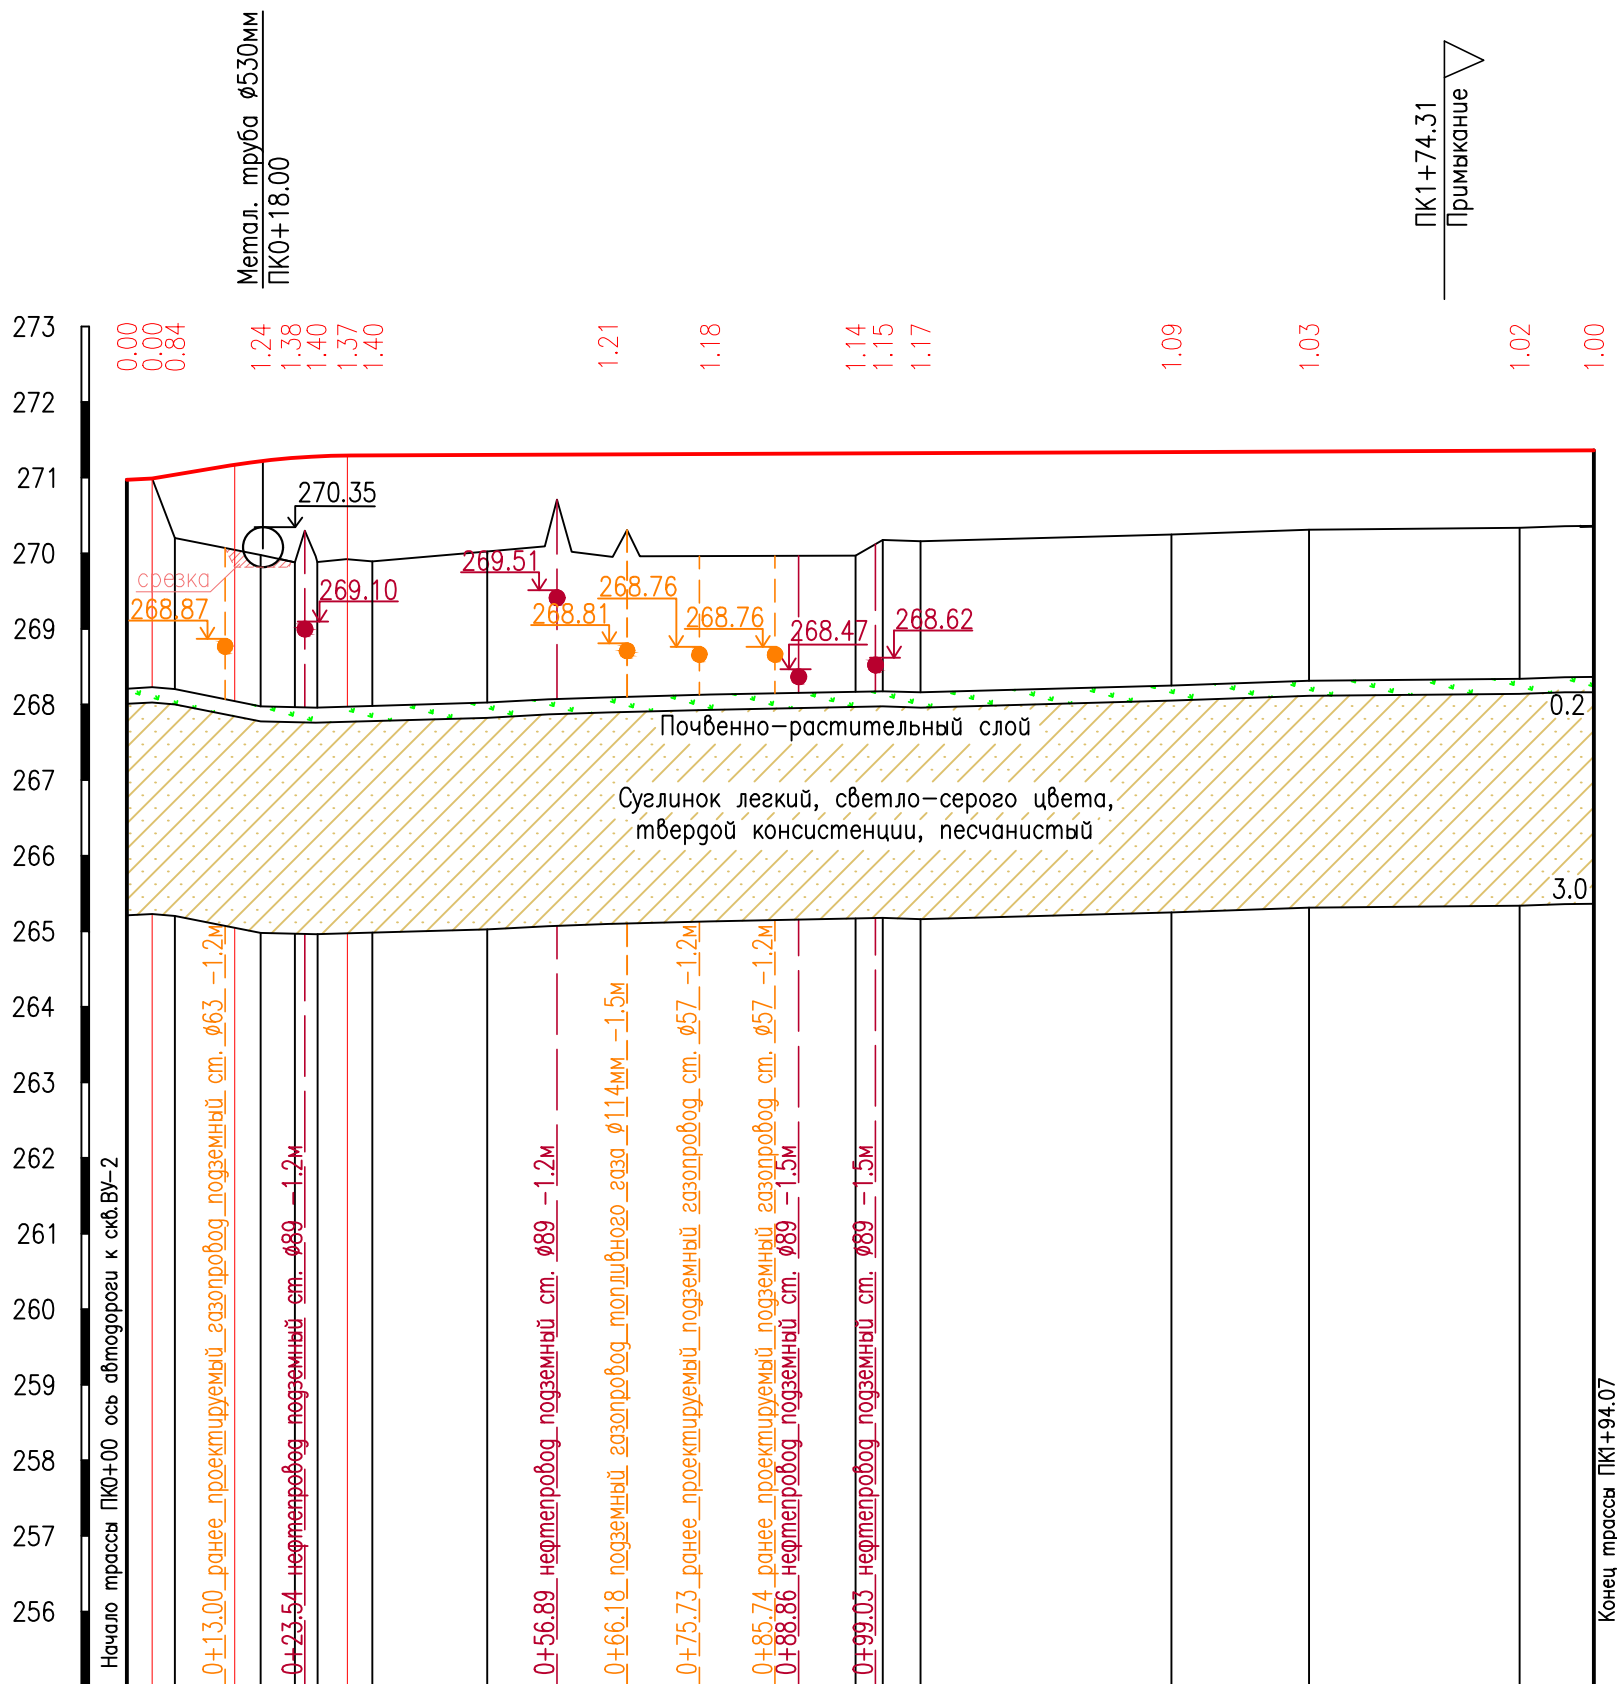 Метал. труба ø530мм
ПК0+18.00
ПК1+74.31
Примыкание
273
272
271
270
269
268
267
266
265
264
263
262
261
260
259
258
257
256
0.00
0.00
0.84
1.24
1.38
1.40
1.37
1.40
1.21
1.18
1.14
1.15
1.17
1.09
1.03
1.02
1.00
270.35
срезка
268.87
269.10
269.51
268.81
268.76
268.76
268.47
268.62
Почвенно-растительный слой
0.2
Суглинок легкий, светло-серого цвета,
твердой консистенции, песчанистый
3.0
Начало трассы ПК0+00 ось автодороги к скв.ВУ-2
0+13.00 ранее проектируемый газопровод подземный ст. ø63 -1.2м
0+23.54 нефтепровод подземный ст. ø89 -1.2м
0+56.89 нефтепровод подземный ст. ø89 -1.2м
0+66.18 подземный газопровод топливного газа ø114мм -1.5м
0+75.73 ранее проектируемый подземный газопровод ст. ø57 -1.2м
0+85.74 ранее проектируемый подземный газопровод ст. ø57 -1.2м
0+88.86 нефтепровод подземный ст. ø89 -1.5м
0+99.03 нефтепровод подземный ст. ø89 -1.5м
Конец трассы ПК1+94.07